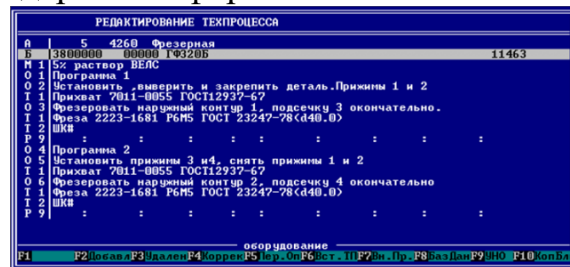 РЕДАКТИРОВАНИЕ ТЕХПРОЦЕССА
А 5 4260 Фрезерная
Б 3800000 00000 ГФ320Б 11463
М 1 5% раствор ВЕЛС
О 1 Программа 1
О 2 Установить ,выверить и закрепить деталь.Прижимы 1 и 2
Т 1 Прихват 7011-0055 ГОСТ12937-67
О 3 Фрезеровать наружный контур 1, подсечку 3 окончательно.
Т 1 Фреза 2223-1681 Р6М5 ГОСТ 23247-78(d40.0)
Т 2 ШК#
Р 9 : : : : : : : :
О 4 Программа 2
О 5 Установить прижимы 3 и4, снять прижимы 1 и 2
Т 1 Прихват 7011-0055 ГОСТ12937-67
О 6 Фрезеровать наружный контур 2, подсечку 4 окончательно
Т 1 Фреза 2223-1681 Р6М5 ГОСТ 23247-78(d40.0)
Т 2 ШК#
Р 9 : : : : : : : :
оборудование
F1 F2Добавл F3Удален F4Коррек F5Пер.Оп F6Вст.ТП F7Вн.Пр. F8БазДан F9УНО F10КопБл